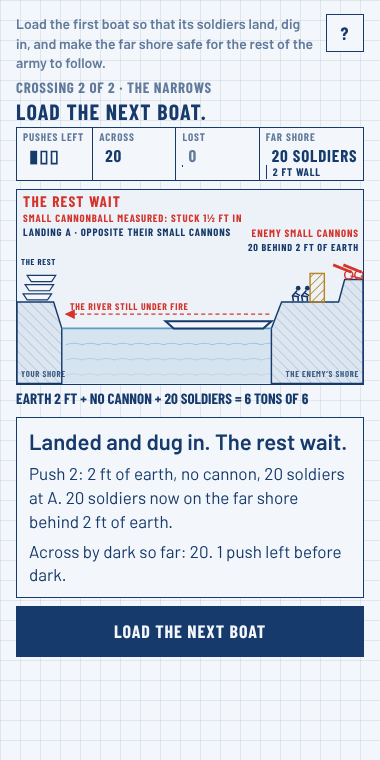 Load the first boat so that its soldiers land, dig
in, and make the far shore safe for the rest of the
army to follow.
?
CROSSING 2 OF 2 · THE NARROWS
LOAD THE NEXT BOAT.
PUSHES LEFT
ACROSS
20
LOST
0
FAR SHORE
20 SOLDIERS
2 FT WALL
THE REST WAIT
SMALL CANNONBALL MEASURED: STUCK 1½ FT IN
LANDING A · OPPOSITE THEIR SMALL CANNONS
ENEMY SMALL CANNONS
20 BEHIND 2 FT OF EARTH
THE REST
THE RIVER STILL UNDER FIRE
YOUR SHORE
THE ENEMY'S SHORE
EARTH 2 FT + NO CANNON + 20 SOLDIERS = 6 TONS OF 6
Landed and dug in. The rest wait.
Push 2: 2 ft of earth, no cannon, 20 soldiers
at A. 20 soldiers now on the far shore
behind 2 ft of earth.
Across by dark so far: 20. 1 push left before
dark.
LOAD THE NEXT BOAT